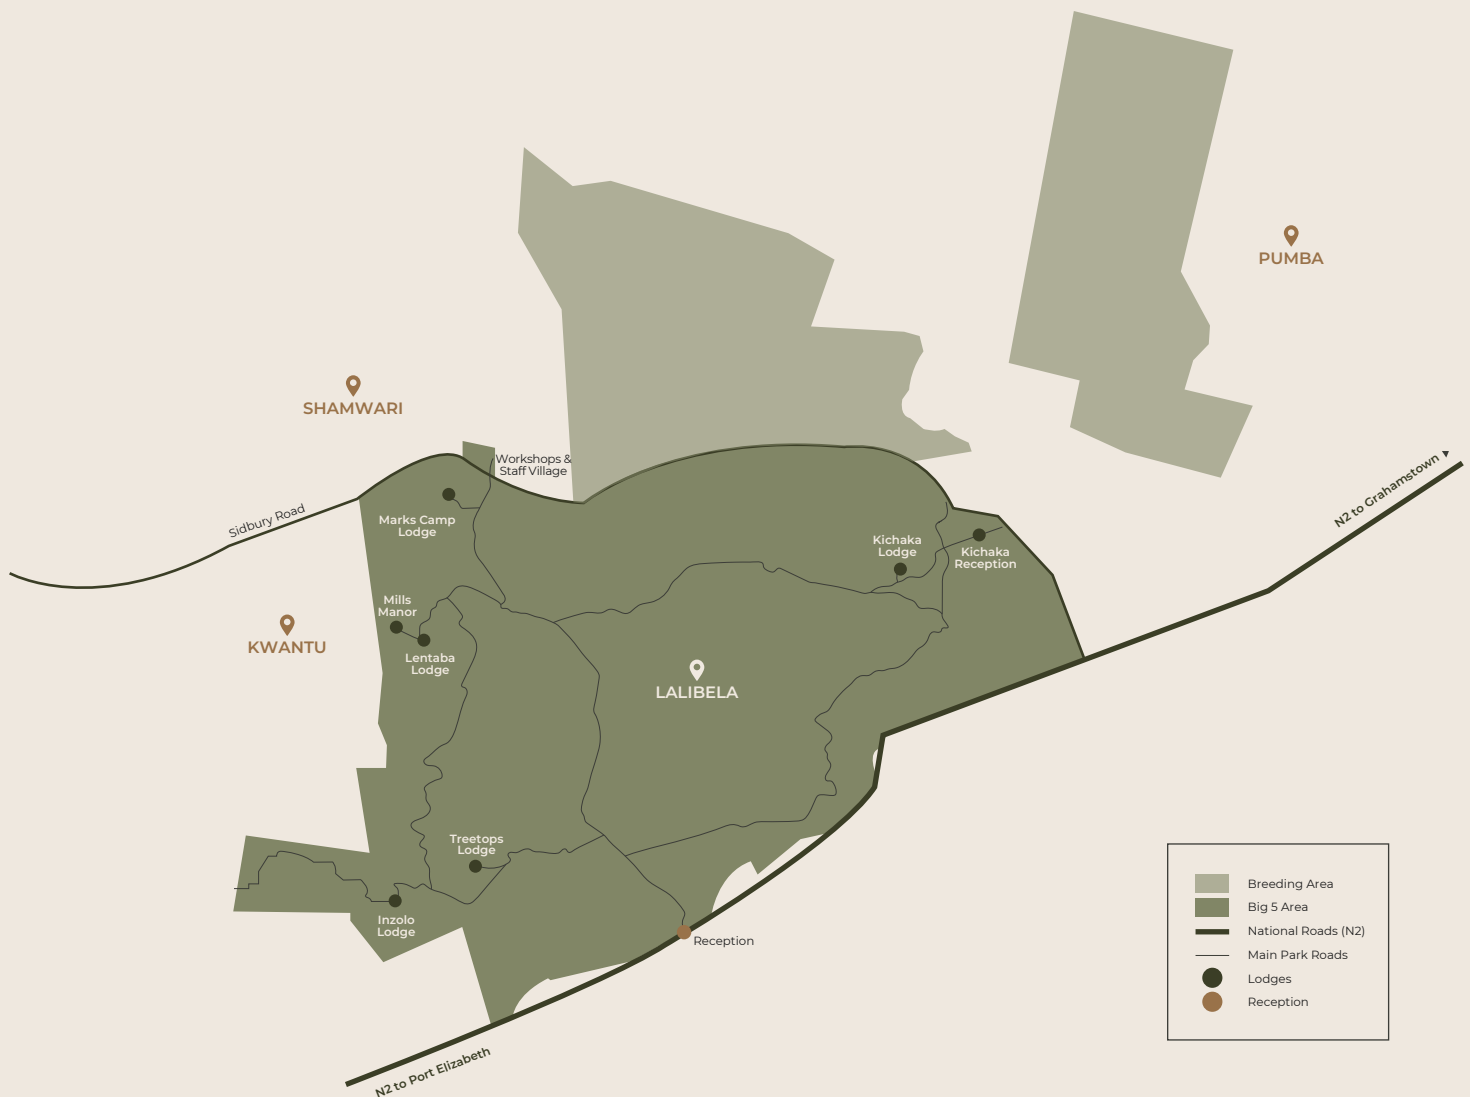 PUMBA
SHAMWARI
Workshops &
Staff Village
N2 to Grahamstown
Sidbury Road
Marks Camp
Lodge
Kichaka
Lodge
Kichaka
Reception
Mills
Manor
KWANTU
Lentaba
Lodge
LALIBELA
Treetops
Lodge
Inzolo
Lodge
Reception
N2 to Port Elizabeth
Breeding Area
Big 5 Area
National Roads (N2)
Main Park Roads
Lodges
Reception